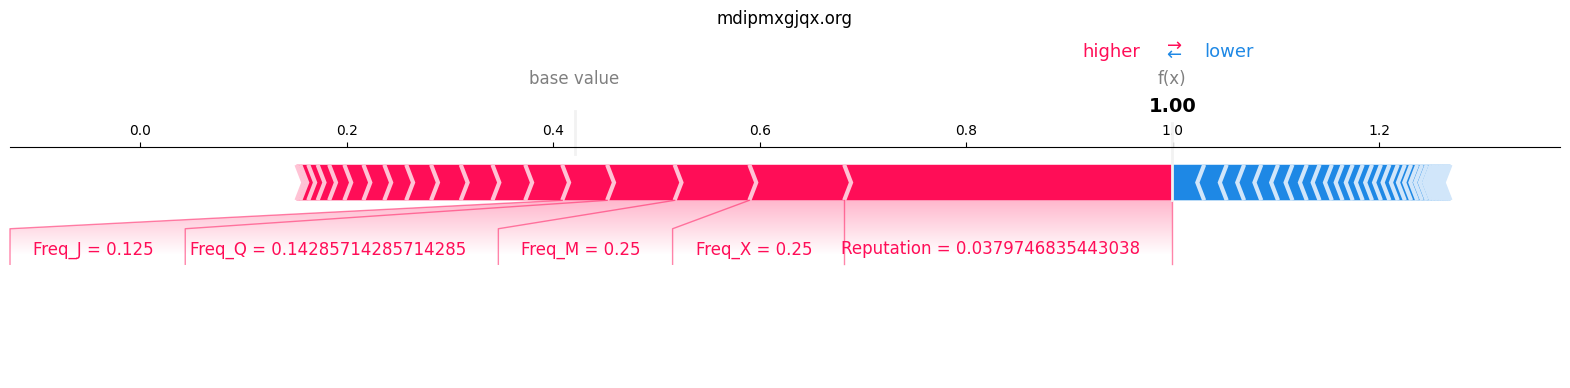 mdipmxgjqx.org
higher ⇄ lower
base value f(x)
1.00
0.0 0.2 0.4 0.6 0.8 1.0 1.2
Freq_J = 0.125 Freq_Q = 0.14285714285714285 Freq_M = 0.25 Freq_X = 0.25 Reputation = 0.0379746835443038